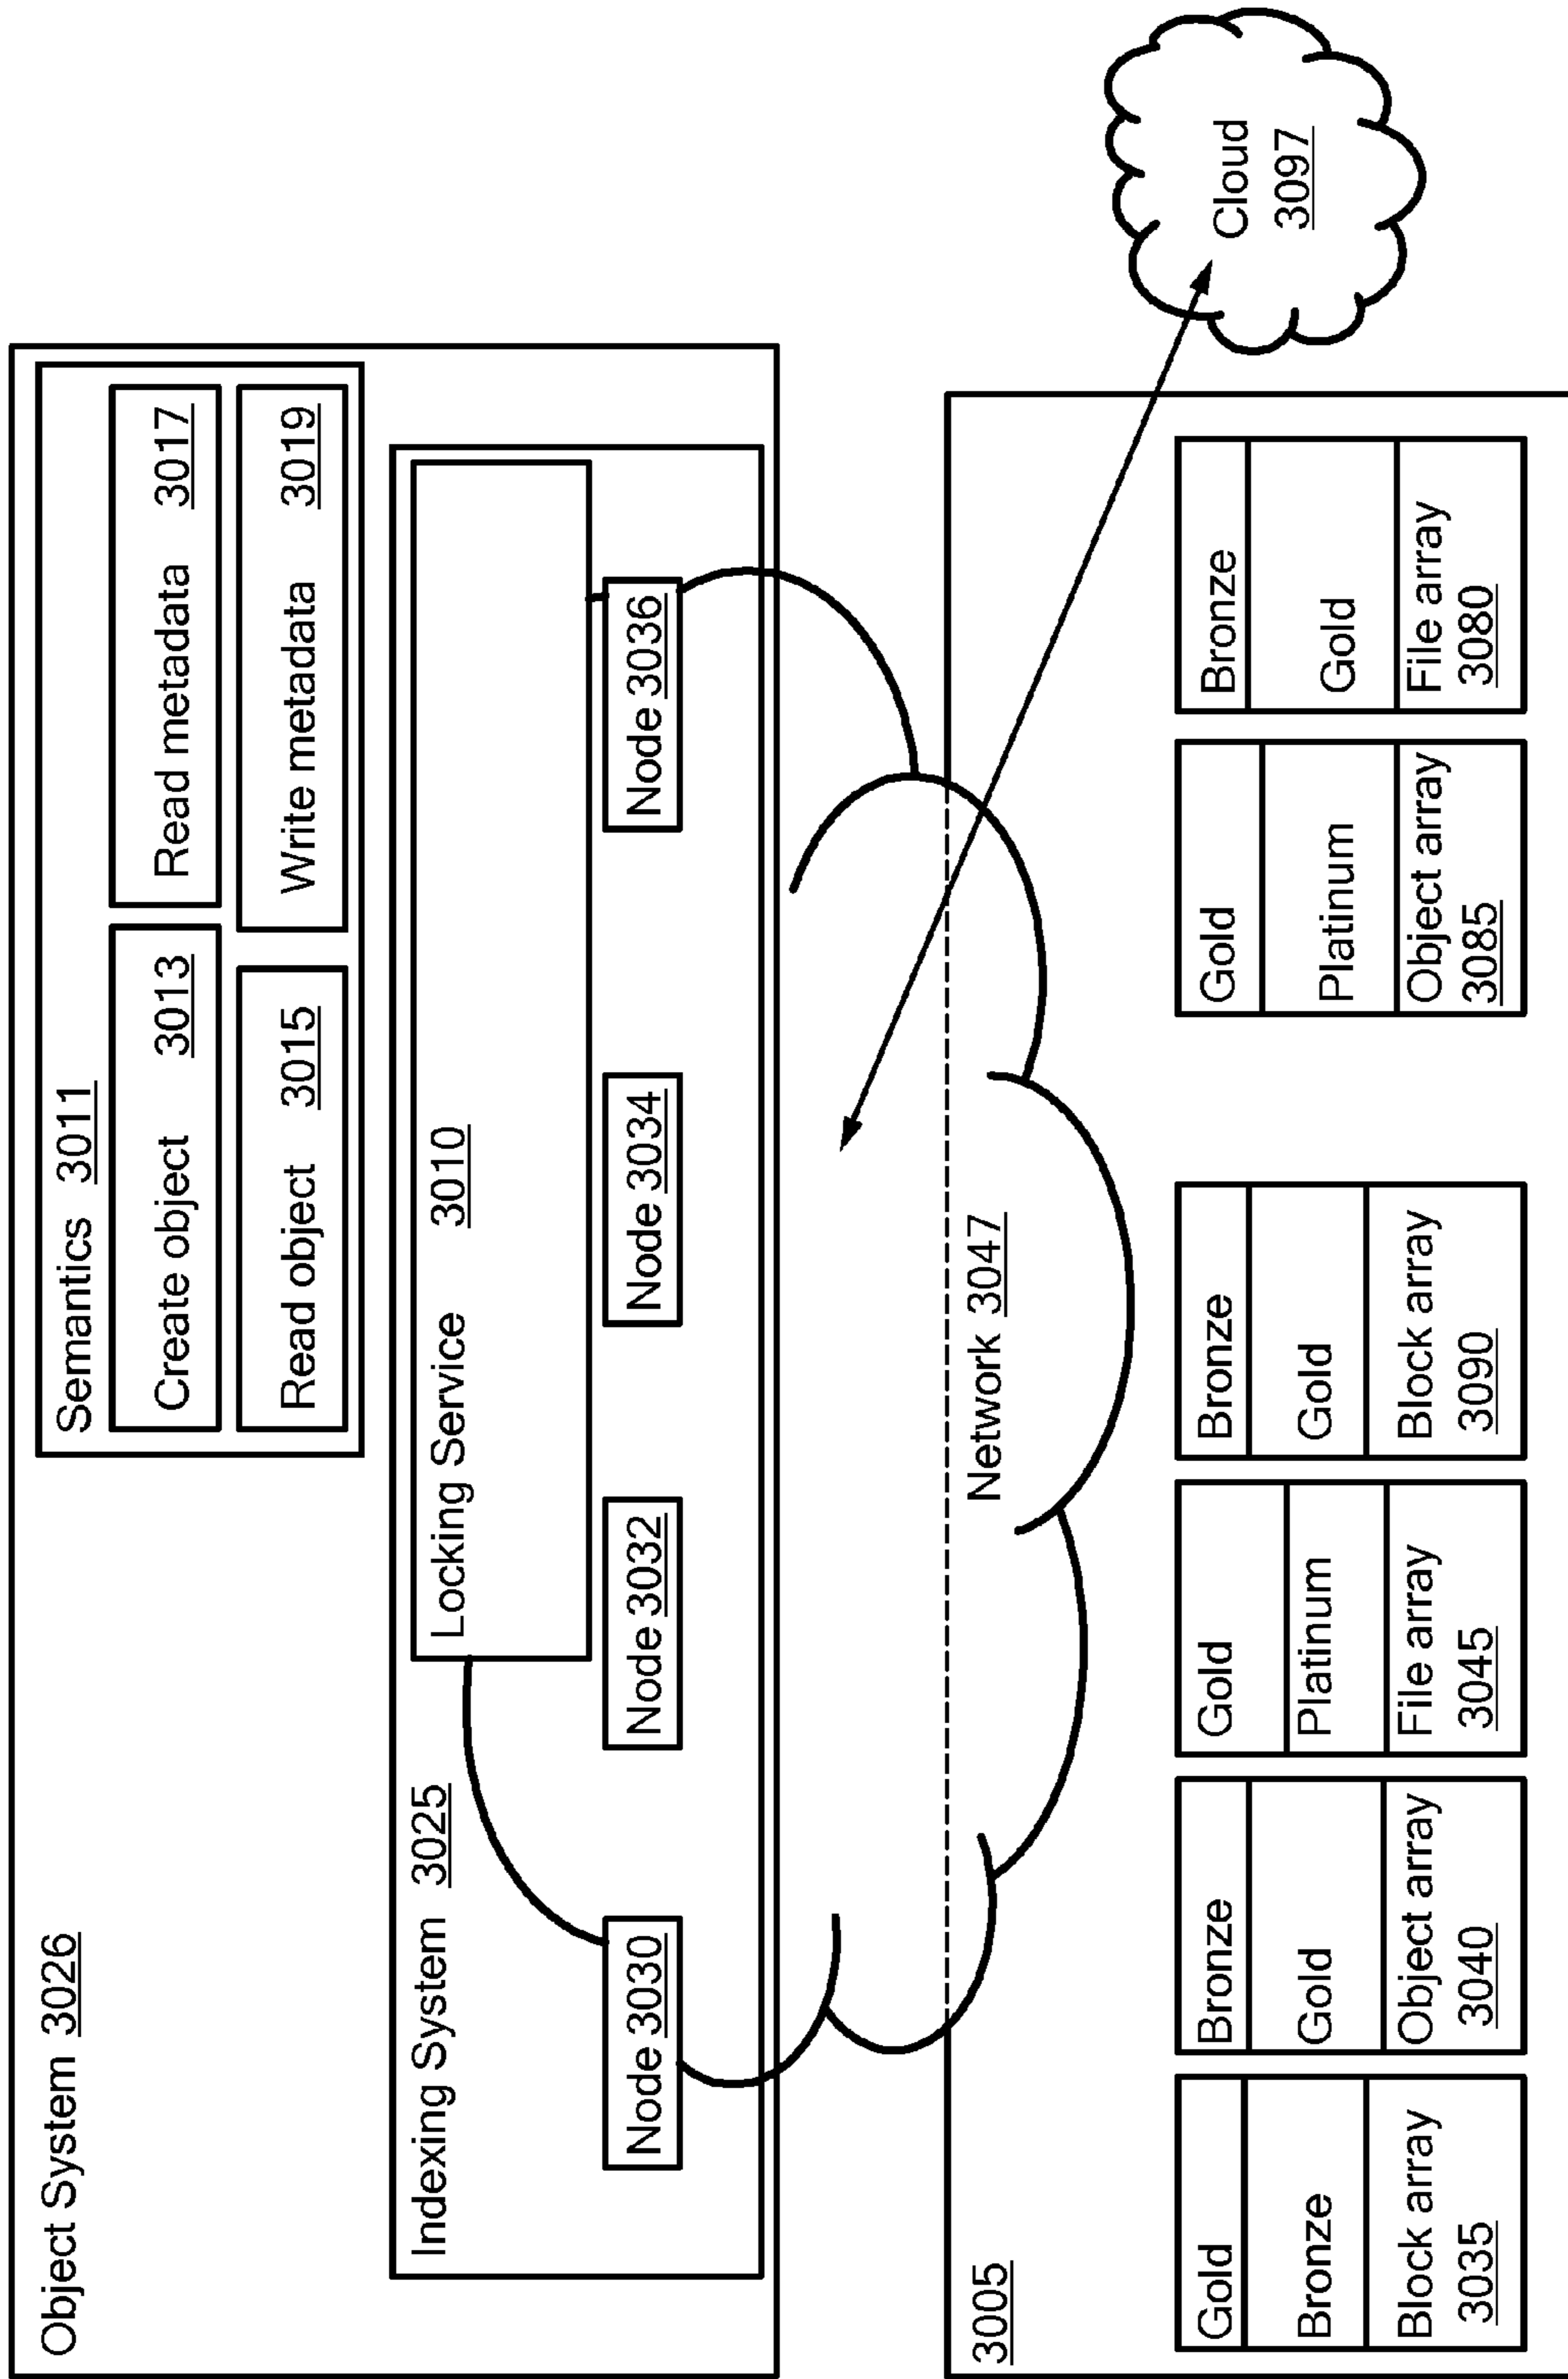 Object System 3026
Semantics 3011
Create object 3013
Read metadata 3017
Read object 3015
Write metadata 3019
Indexing System 3025
Locking Service 3010
Node 3030
Node 3032
Node 3034
Node 3036
Network 3047
Cloud
3097
3005
Gold
Bronze
Block array
3035
Bronze
Gold
Object array
3040
Gold
Platinum
File array
3045
Bronze
Gold
Block array
3090
Gold
Platinum
Object array
3085
Bronze
Gold
File array
3080